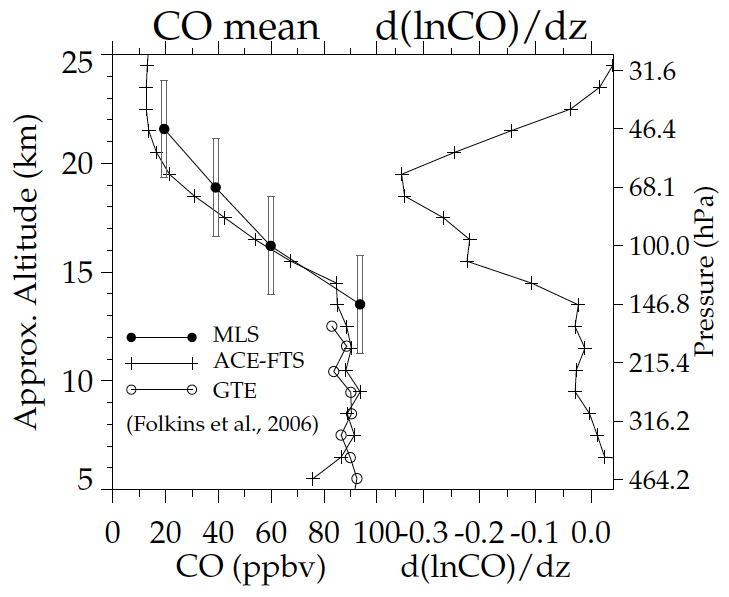 CO mean d(lnCO)/dz
25
20
15
10
5
Approx. Altitude (km)
31.6
46.4
68.1
100.0
146.8
215.4
316.2
464.2
Pressure (hPa)
MLS
ACE-FTS
GTE
(Folkins et al., 2006)
0 20 40 60 80 100 -0.3 -0.2 -0.1 0.0
CO (ppbv) d(lnCO)/dz